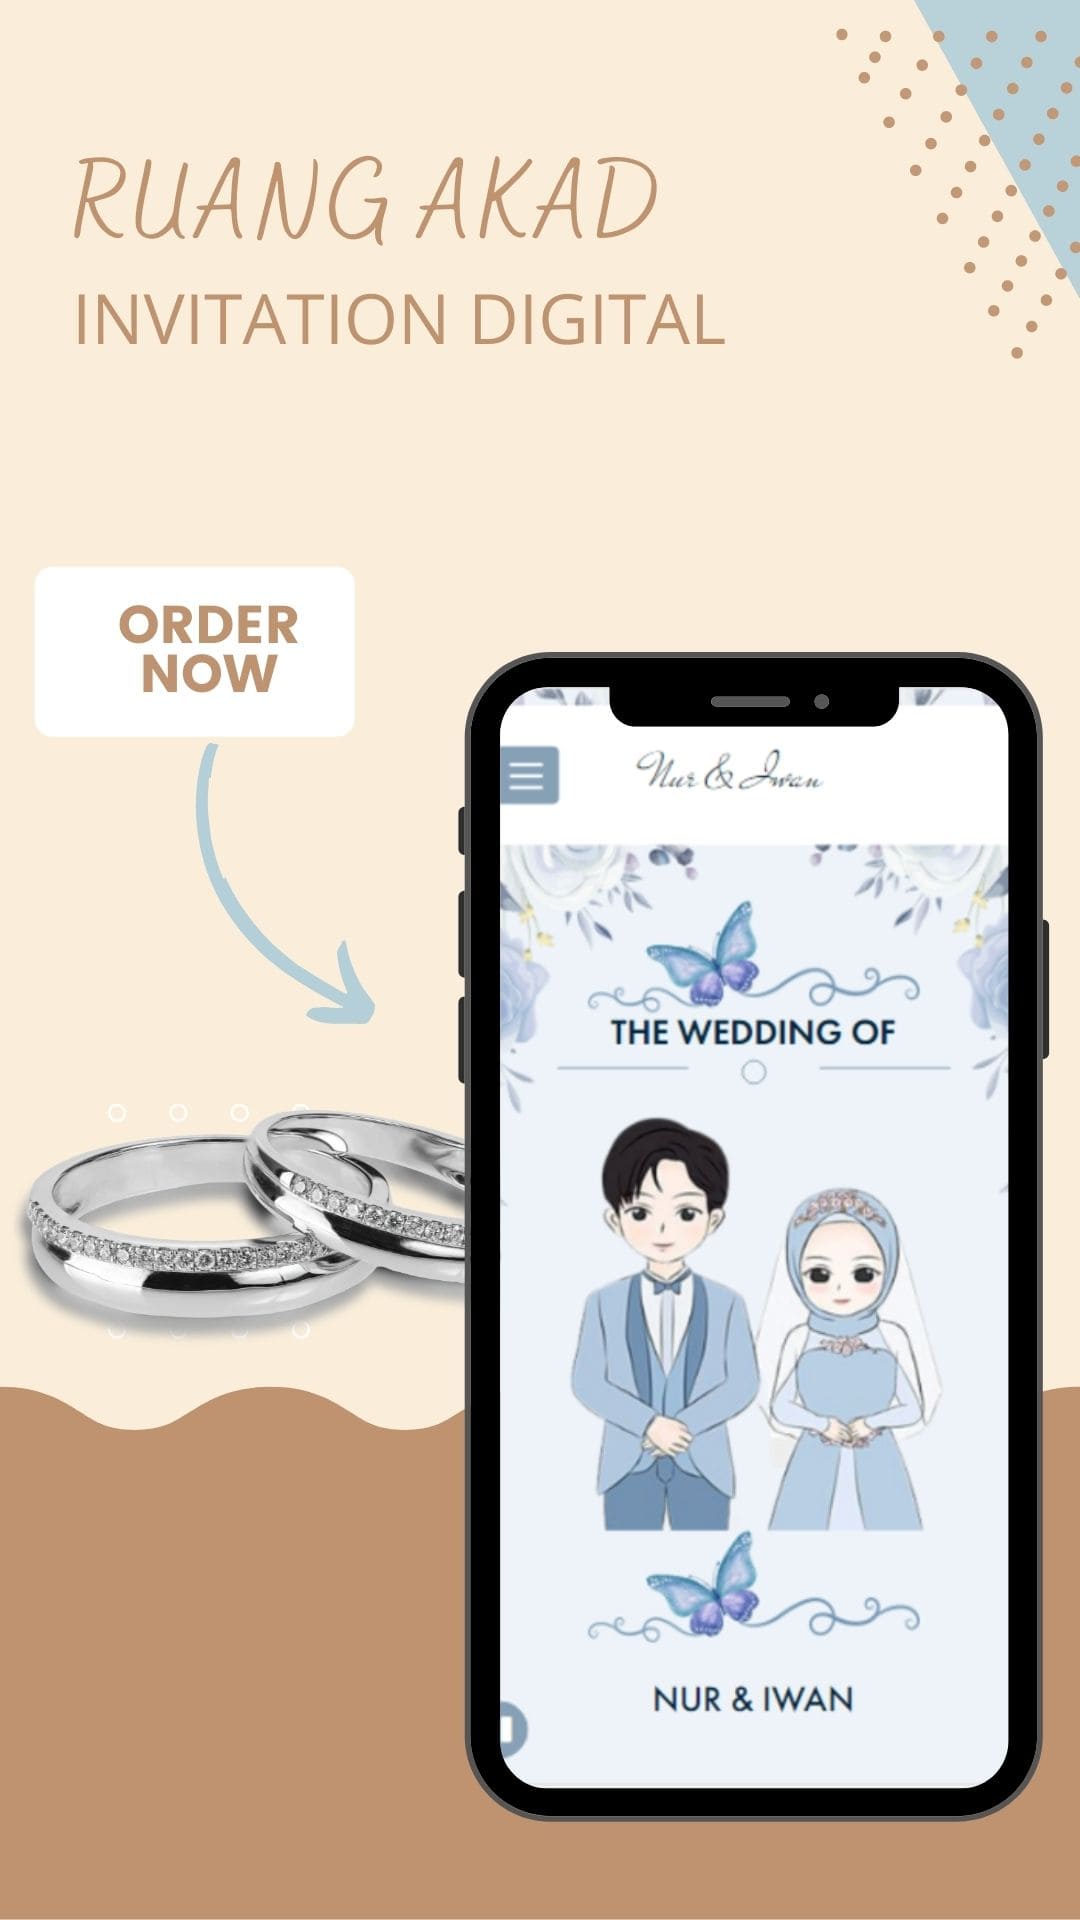 RUANG AKAD
INVITATION DIGITAL
ORDER
NOW
Nur & Iwan
THE WEDDING OF
NUR & IWAN